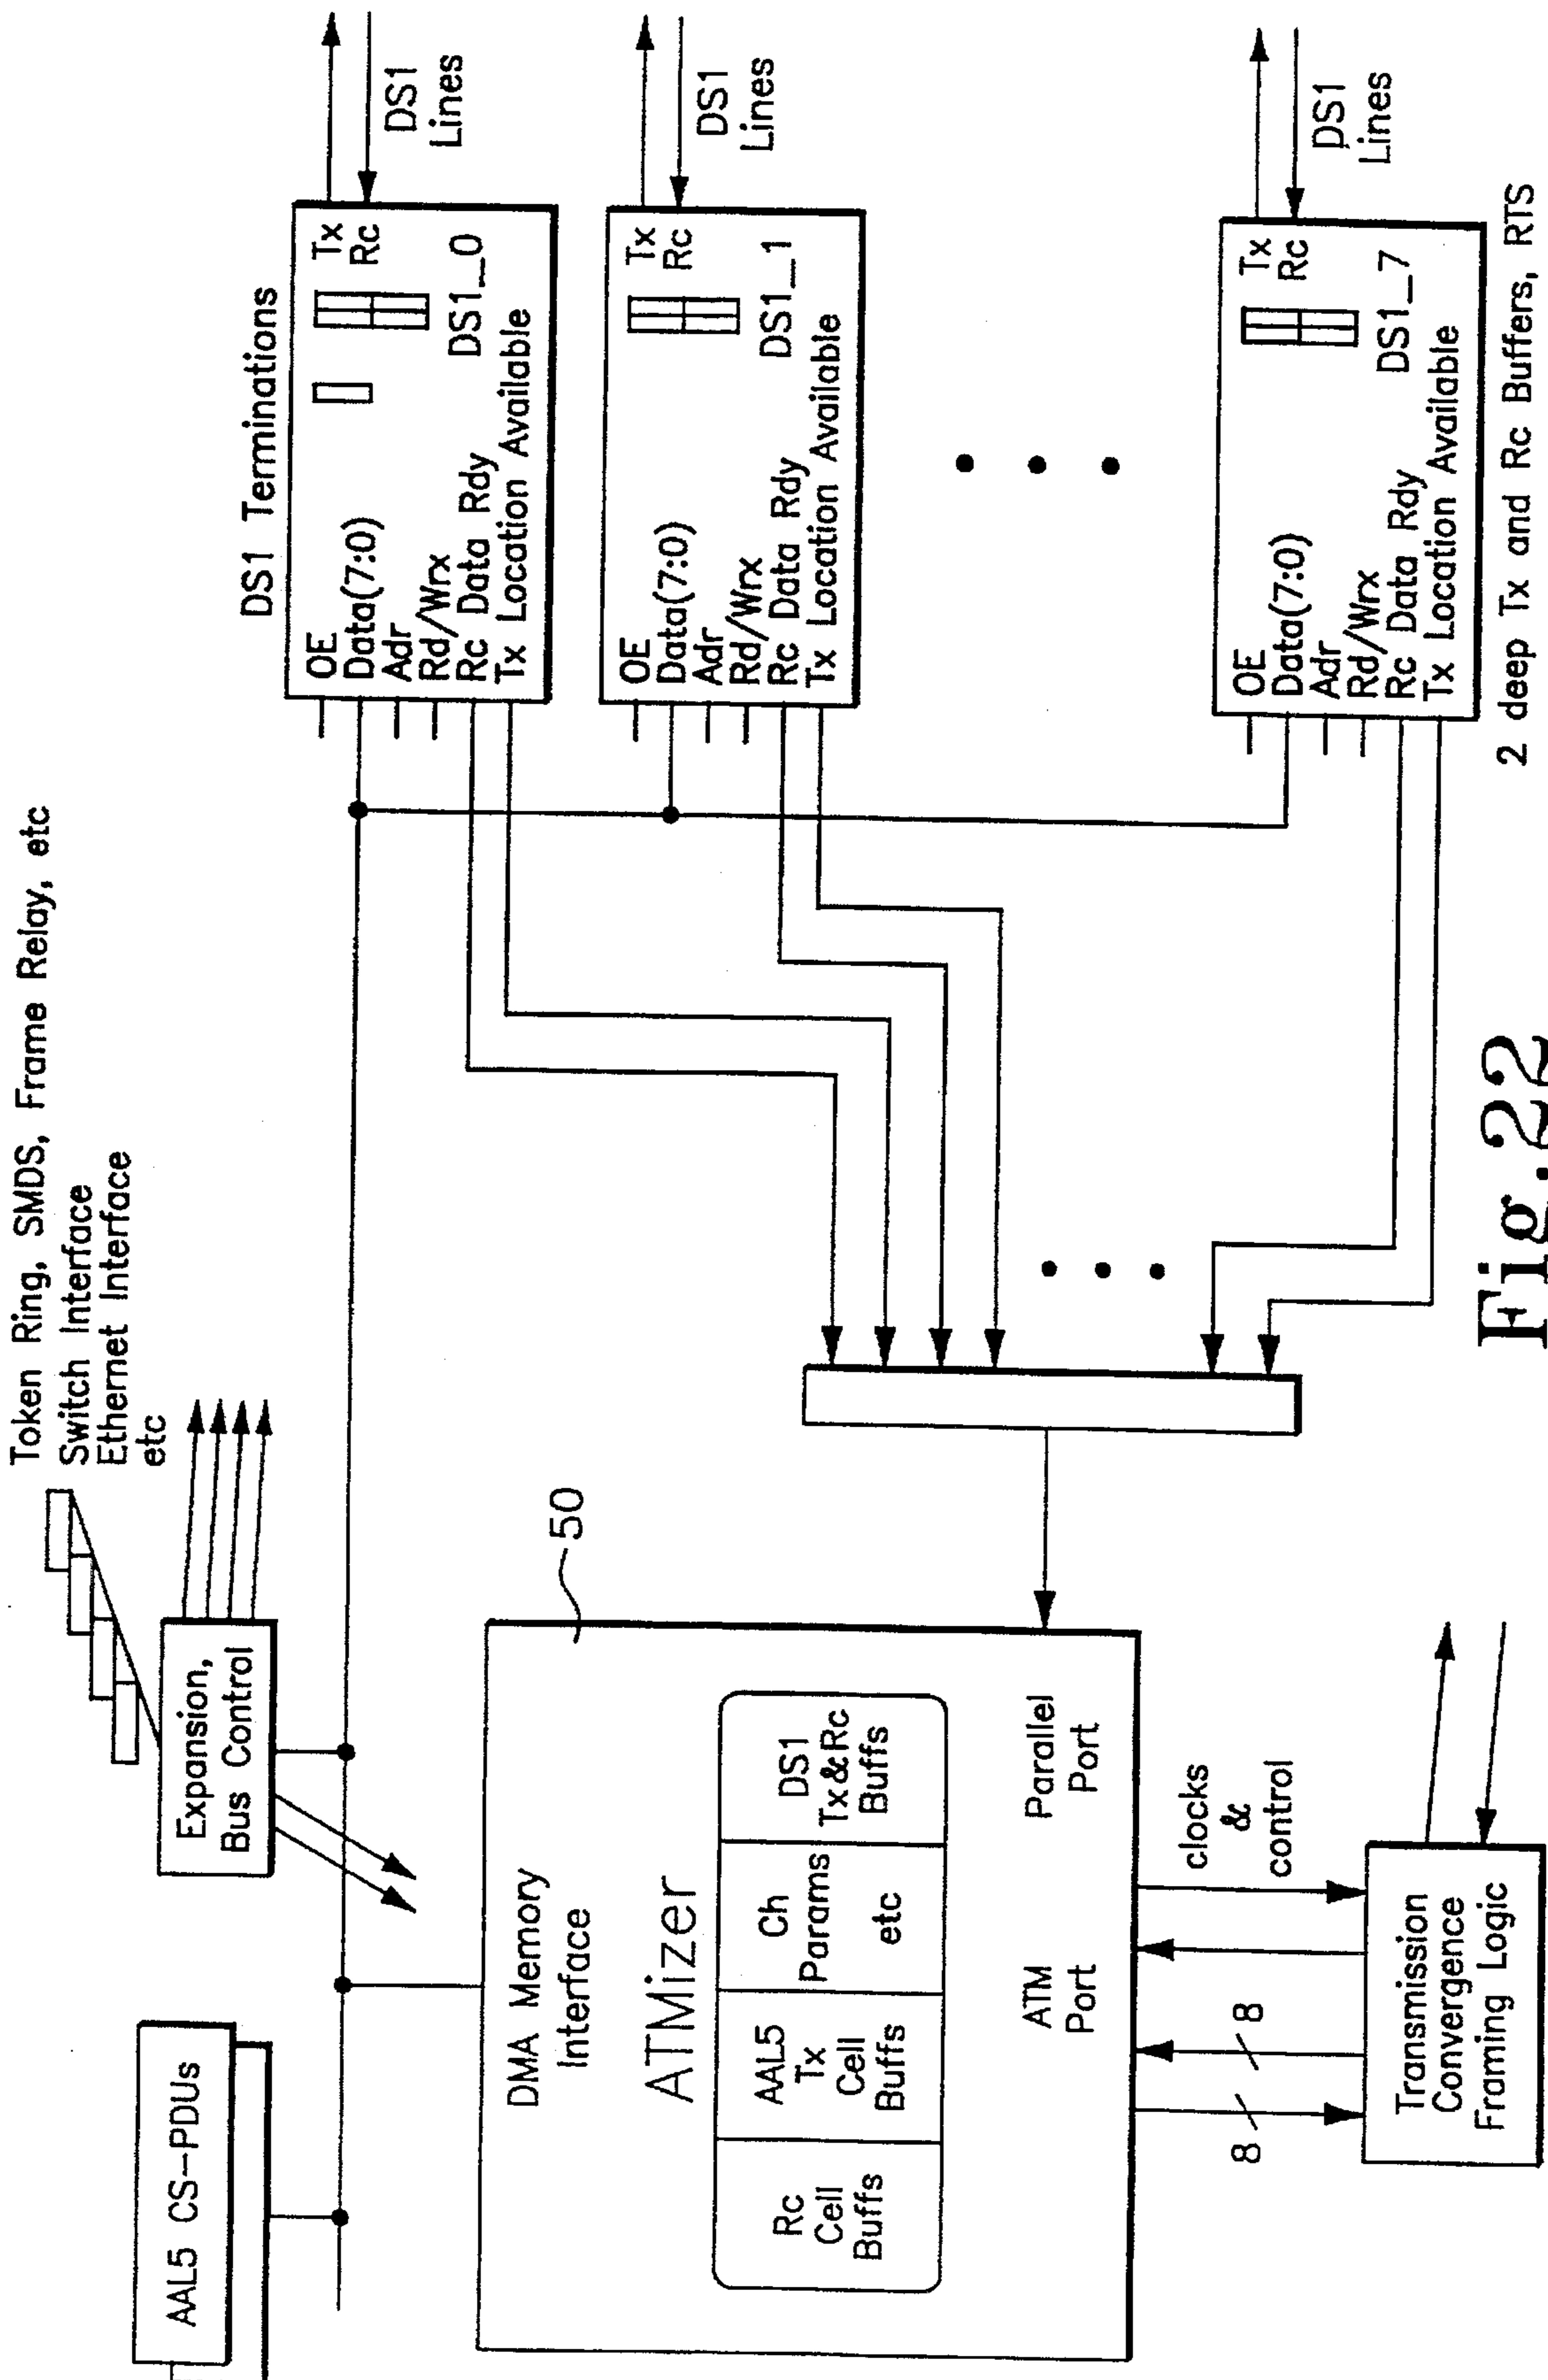 Token Ring, SMDS, Frame Relay, etc
Switch Interface
Ethernet Interface
etc
AAL5 CS-PDUs
Expansion,
Bus Control
DS1 Terminations
OE
Data(7:0)
Adr
Rd/Wrx
Rc Data Rdy
Tx Location Available
Tx
Rc
DS1_0
DS1
Lines
OE
Data(7:0)
Adr
Rd/Wrx
Rc Data Rdy
Tx Location Available
Tx
Rc
DS1_1
DS1
Lines
OE
Data(7:0)
Adr
Rd/Wrx
Rc Data Rdy
Tx Location Available
Tx
Rc
DS1_7
DS1
Lines
2 deep Tx and Rc Buffers, RTS
50
DMA Memory
Interface
ATMizer
Rc
Cell
Buffs
AAL5
Tx
Cell
Buffs
Ch
Params
etc
DS1
Tx&Rc
Buffs
ATM
Port
Parallel
Port
8
8
clocks
&
control
Transmission
Convergence
Framing Logic
Fig.22